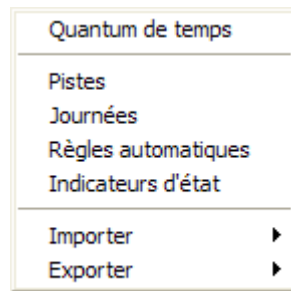 Quantum de temps
Pistes
Journées
Règles automatiques
Indicateurs d'état
Importer
Exporter